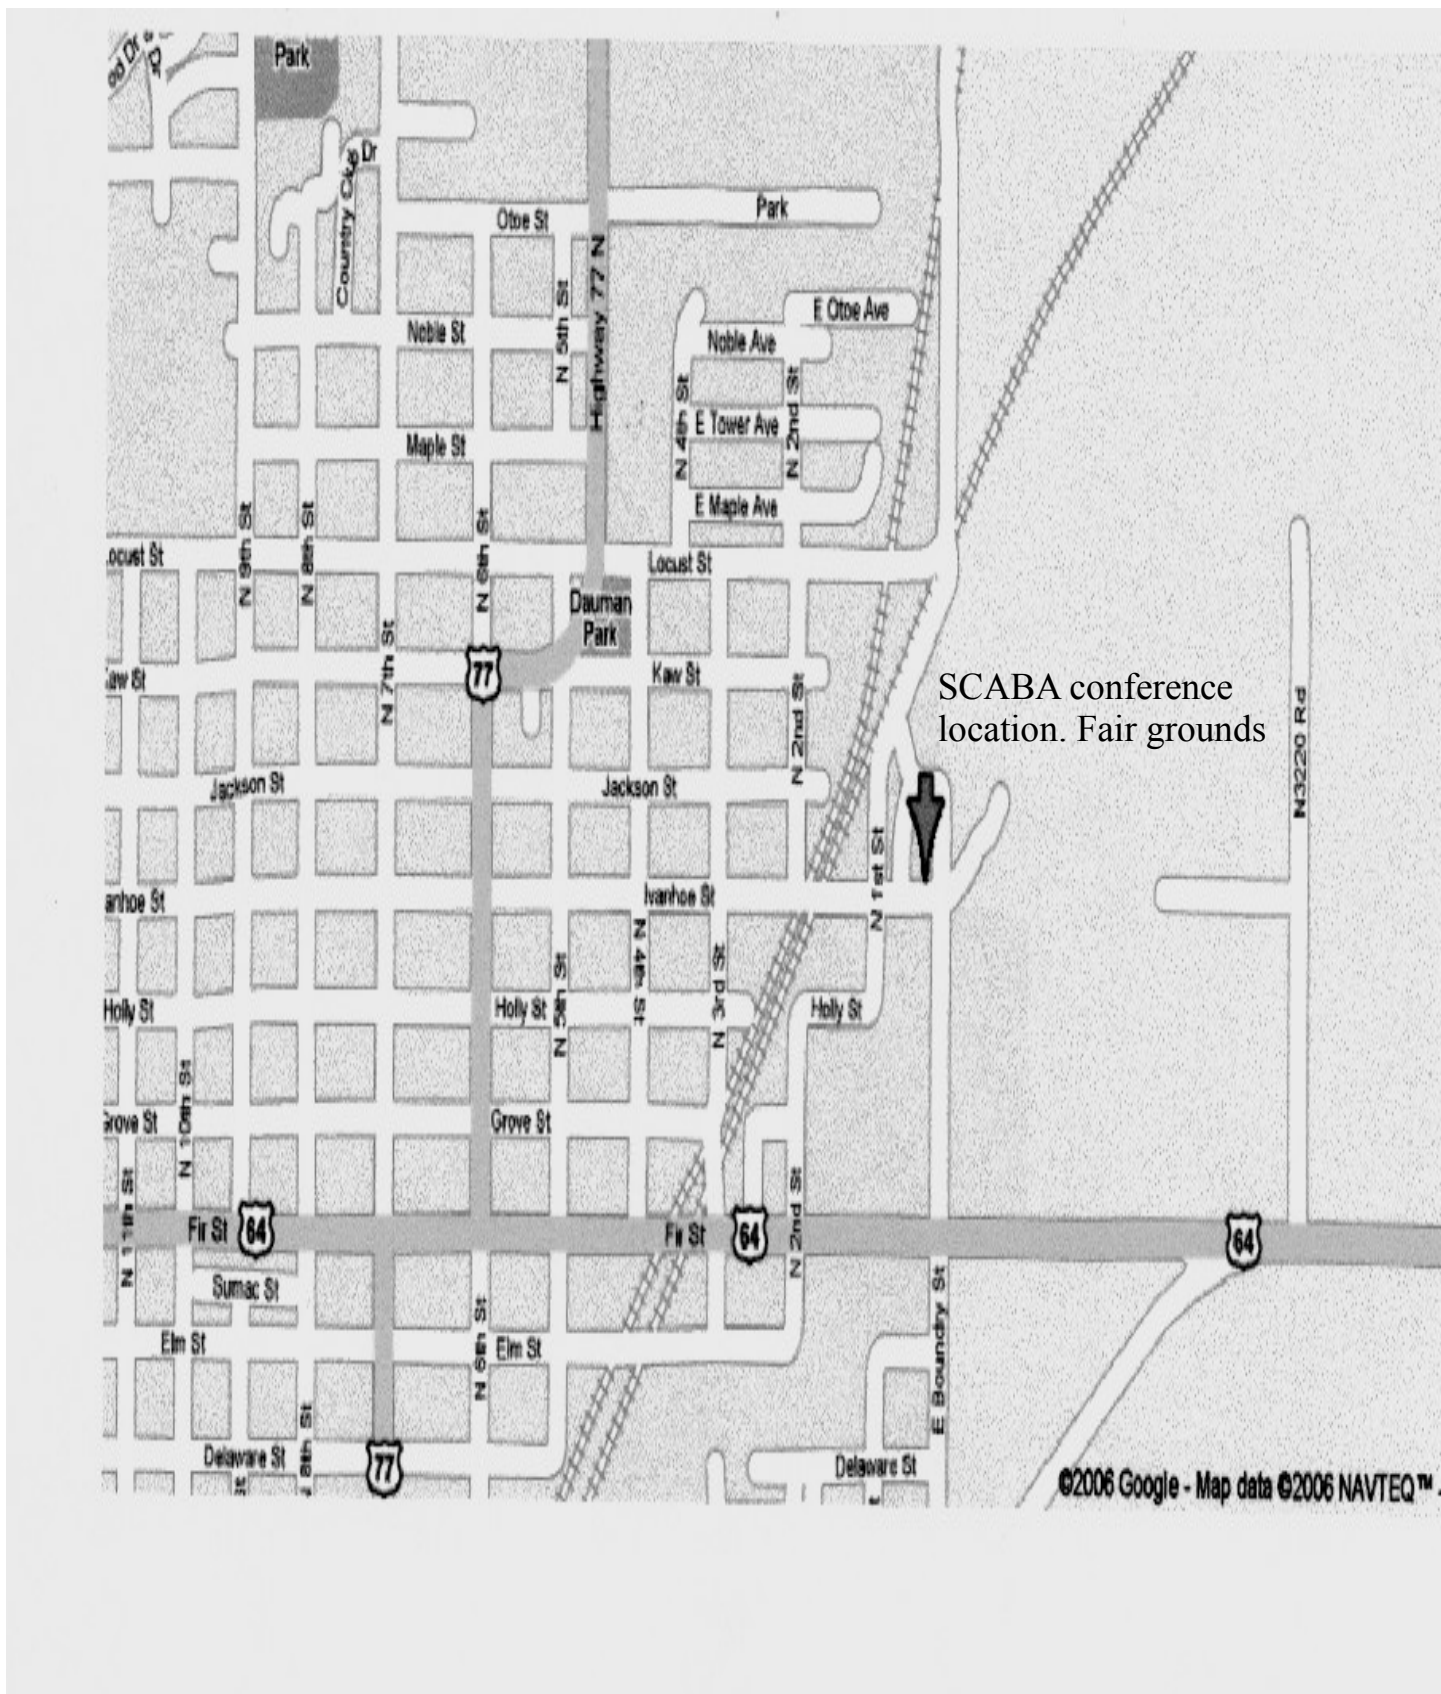 Park
Dr
Country Club
Dr
Otoe St
Park
Highway 77 N
N 5th St
E Otoe Ave
Noble St
Noble Ave
N 4th St
N 2nd St
E Tower Ave
Maple St
E Maple Ave
N 9th St
N 8th St
N 6th St
Locust St
Locust St
Dauman
Park
N 7th St
77
Kaw St
Kaw St
N 2nd St
SCABA conference
location. Fair grounds
N3220 Rd
Jackson St
Jackson St
N 1st St
Ivanhoe St
anhoe St
N 4th St
N 3rd St
N 5th St
Holly St
Holly St
Holly St
N 10th St
Grove St
Grove St
N 11th St
Fir St
64
Fir St
64
N 2nd St
64
Sumac St
E Boundry St
Elm St
N 6th St
Elm St
N 8th St
Delaware St
77
Delaware St
St
©2006 Google - Map data ©2006 NAVTEQ™ -